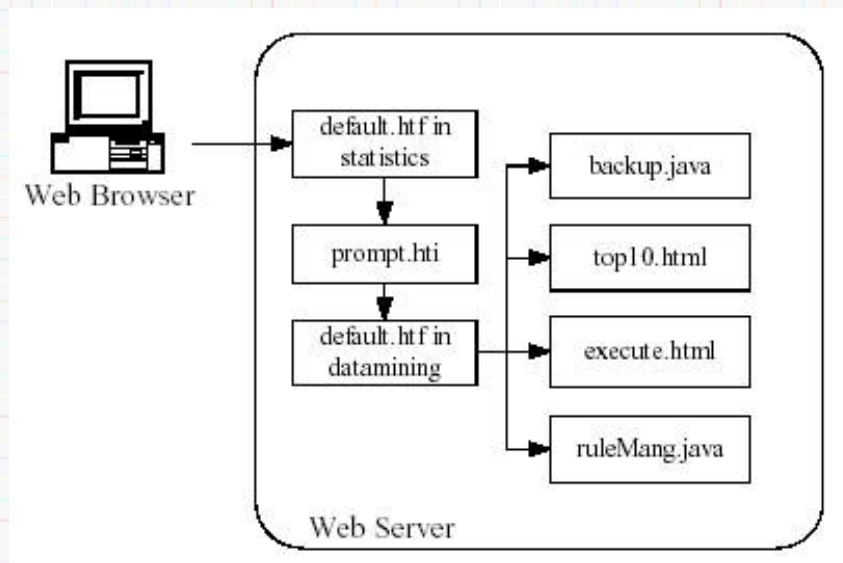 Web Browser
default.htf in
statistics
prompt.hti
default.htf in
datamining
backup.java
top10.html
execute.html
ruleMang.java
Web Server